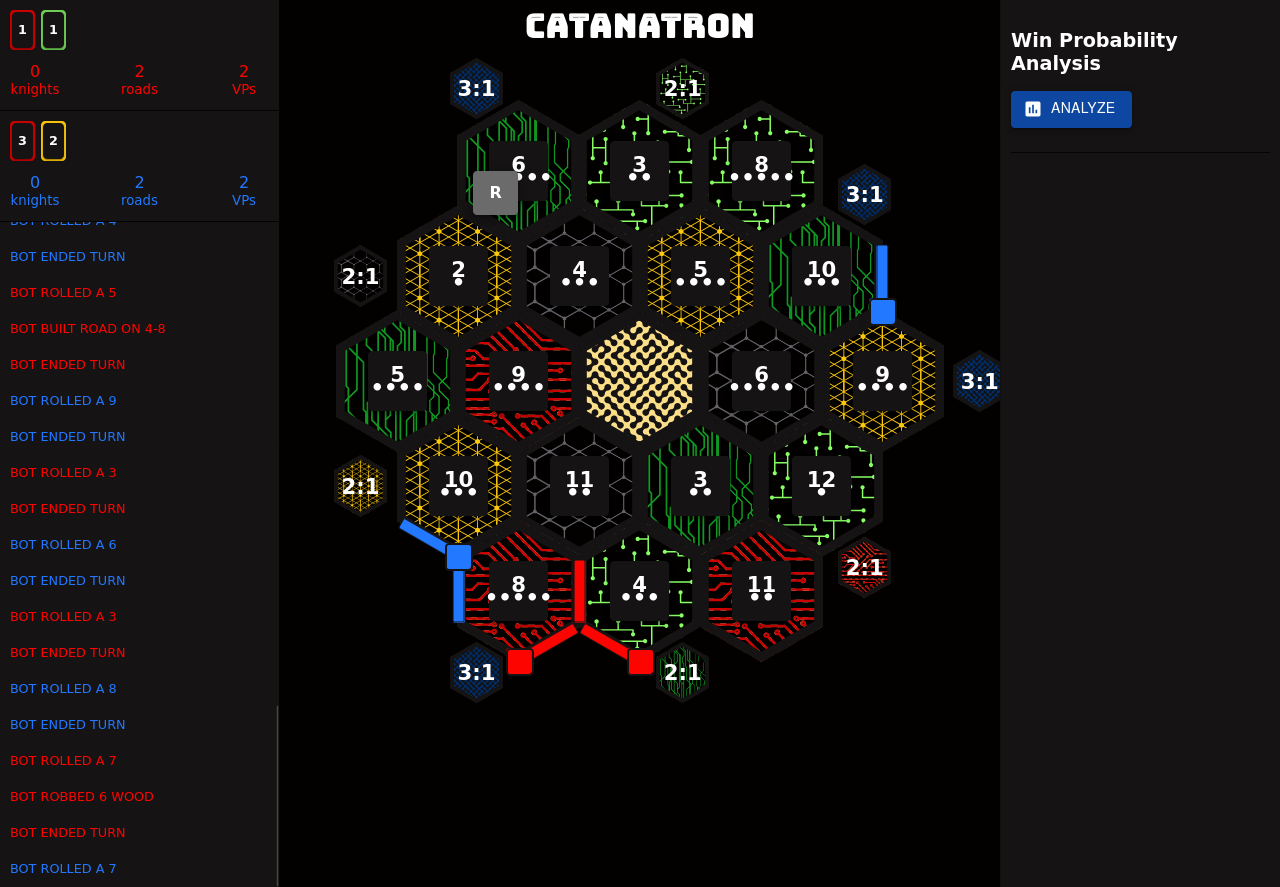 1 1
0 2 2
knights roads VPs
3 2
0 2 2
knights roads VPs
BOT ROLLED A 4
BOT ENDED TURN
BOT ROLLED A 5
BOT BUILT ROAD ON 4-8
BOT ENDED TURN
BOT ROLLED A 9
BOT ENDED TURN
BOT ROLLED A 3
BOT ENDED TURN
BOT ROLLED A 6
BOT ENDED TURN
BOT ROLLED A 3
BOT ENDED TURN
BOT ROLLED A 8
BOT ENDED TURN
BOT ROLLED A 7
BOT ROBBED 6 WOOD
BOT ENDED TURN
BOT ROLLED A 7
CATANATRON
3:1 2:1
6 3 8
R 3:1
2:1 2 4 5 10
5 9 6 9 3:1
2:1 10 11 3 12
8 4 11 2:1
3:1 2:1
Win Probability
Analysis
ANALYZE